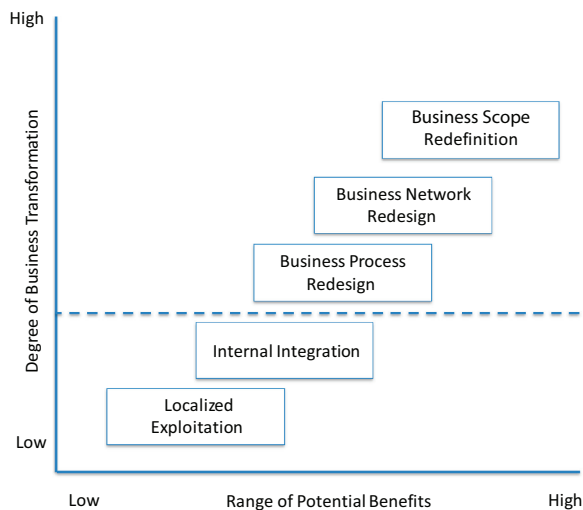 High
Business Scope
Redefinition
Business Network
Redesign
Business Process
Redesign
Degree of Business Transformation
Internal Integration
Localized
Exploitation
Low
Low
Range of Potential Benefits
High